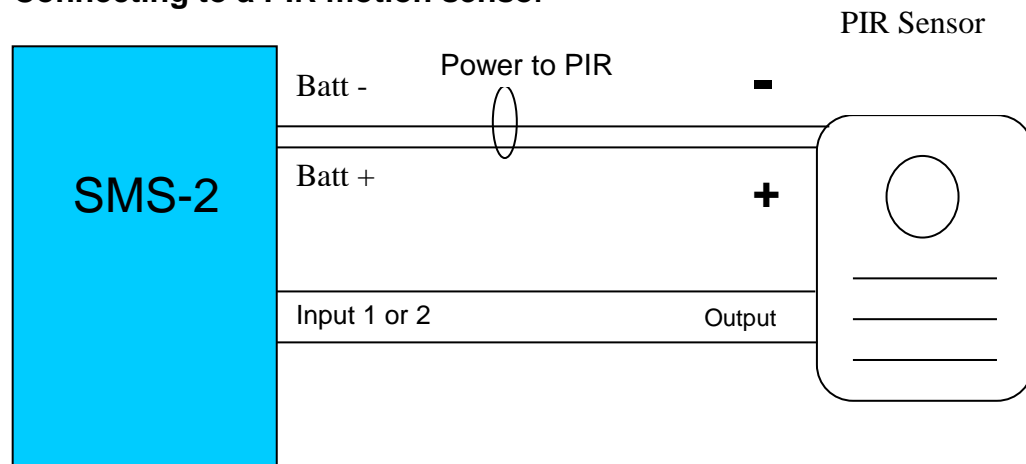 Connecting to a PIR motion sensor
PIR Sensor
Power to PIR
Batt -
-
SMS-2
Batt +
+
Input 1 or 2
Output